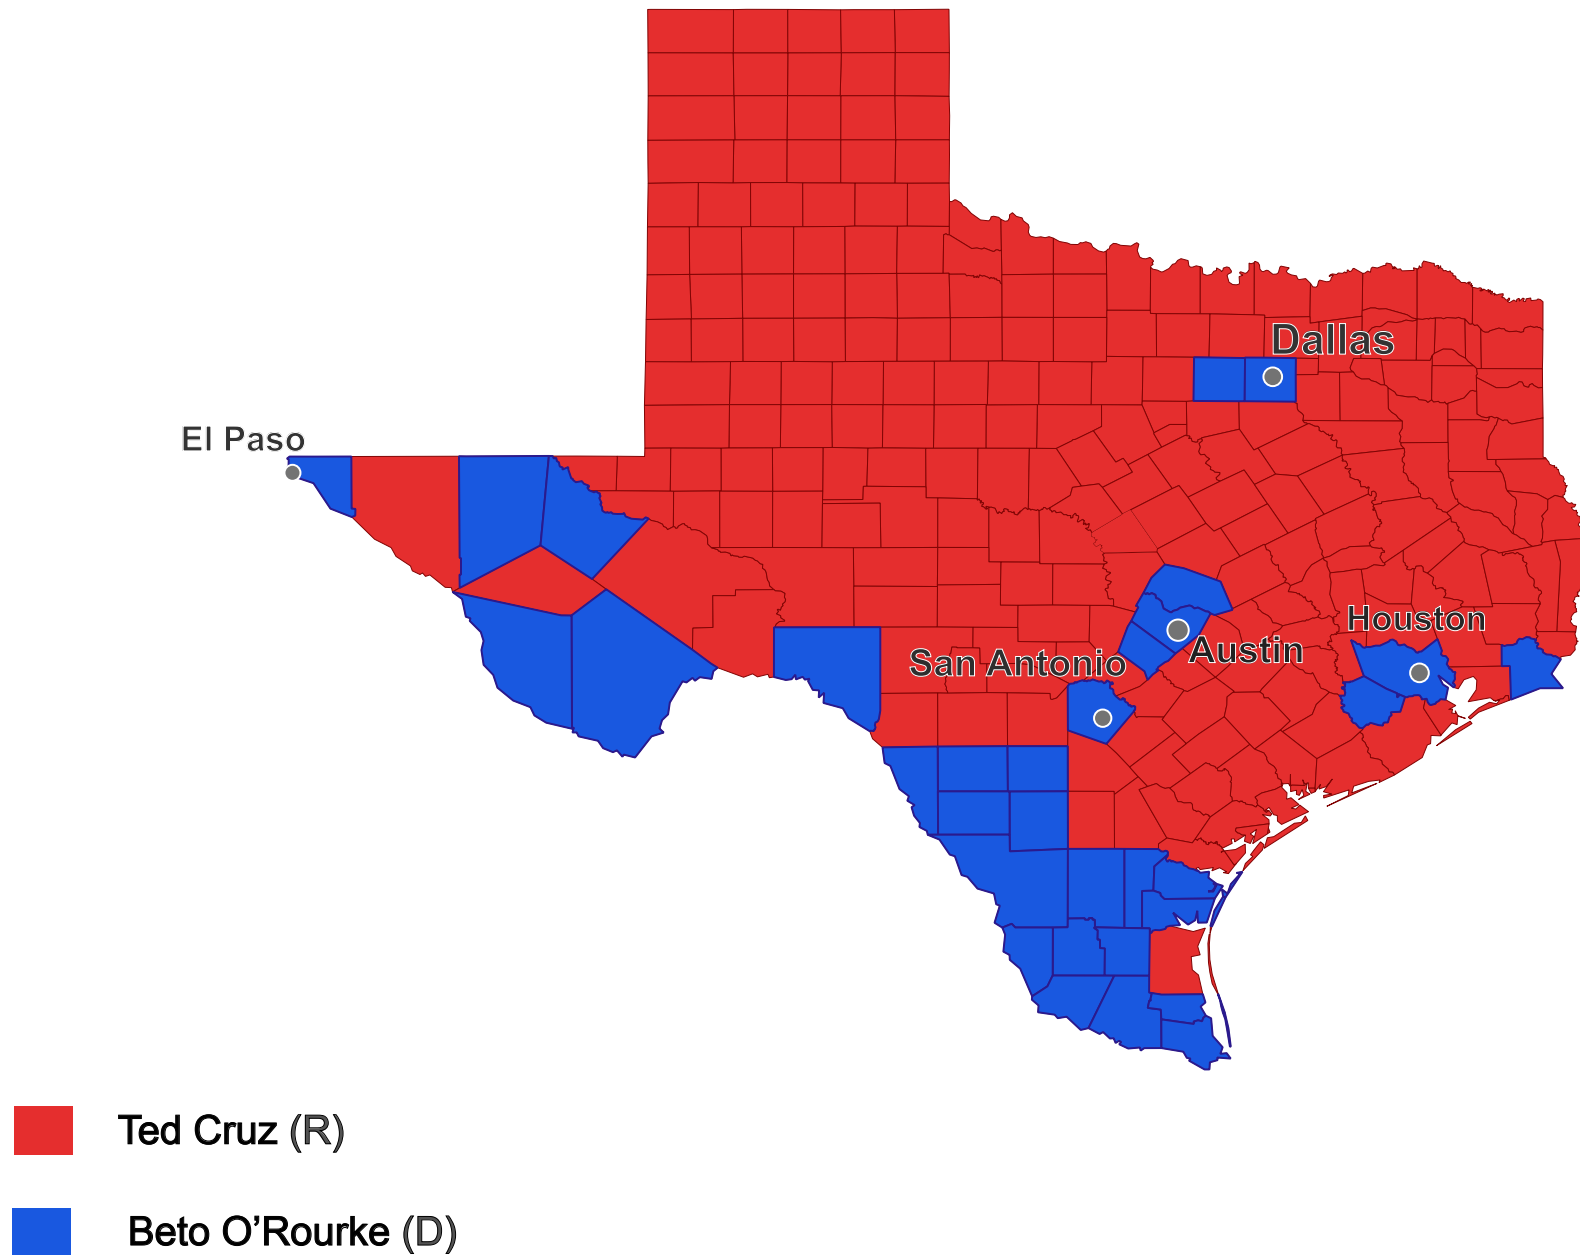 Dallas
El Paso
Houston
Austin
San Antonio
Ted Cruz (R)
Beto O’Rourke (D)